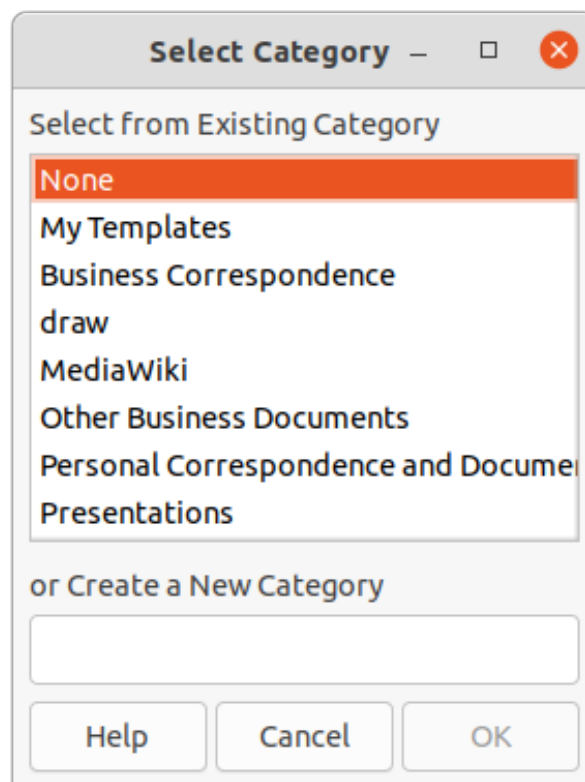 Select Category
Select from Existing Category
None
My Templates
Business Correspondence
draw
MediaWiki
Other Business Documents
Personal Correspondence and Documen
Presentations
or Create a New Category
Help Cancel OK